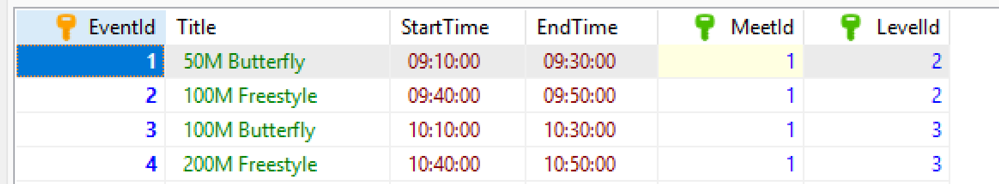 EventId Title StartTime EndTime MeetId LevelId
1 50M Butterfly 09:10:00 09:30:00 1 2
2 100M Freestyle 09:40:00 09:50:00 1 2
3 100M Butterfly 10:10:00 10:30:00 1 3
4 200M Freestyle 10:40:00 10:50:00 1 3